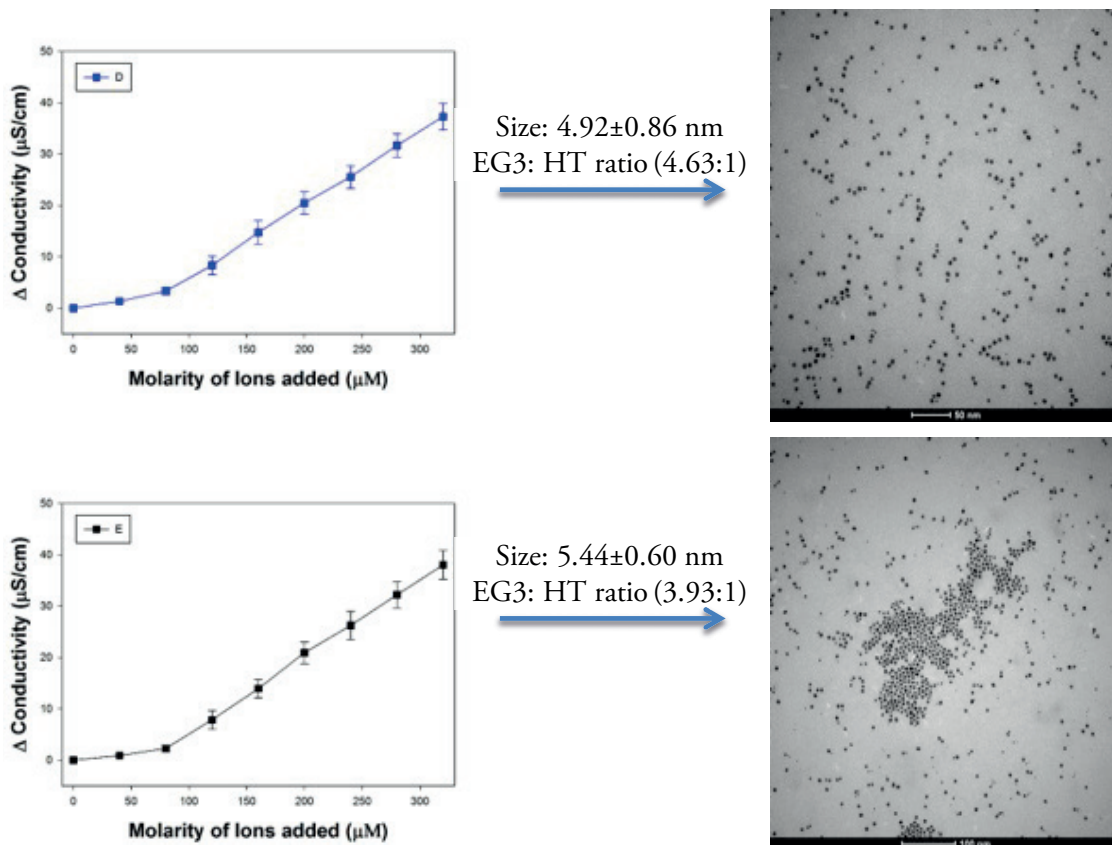 50
40
30
20
10
0
Δ Conductivity (μS/cm)
D
0 50 100 150 200 250 300
Molarity of Ions added (μM)
Size: 4.92±0.86 nm
EG3: HT ratio (4.63:1)
50 nm
50
40
30
20
10
0
Δ Conductivity (μS/cm)
E
0 50 100 150 200 250 300
Molarity of Ions added (μM)
Size: 5.44±0.60 nm
EG3: HT ratio (3.93:1)
100 nm